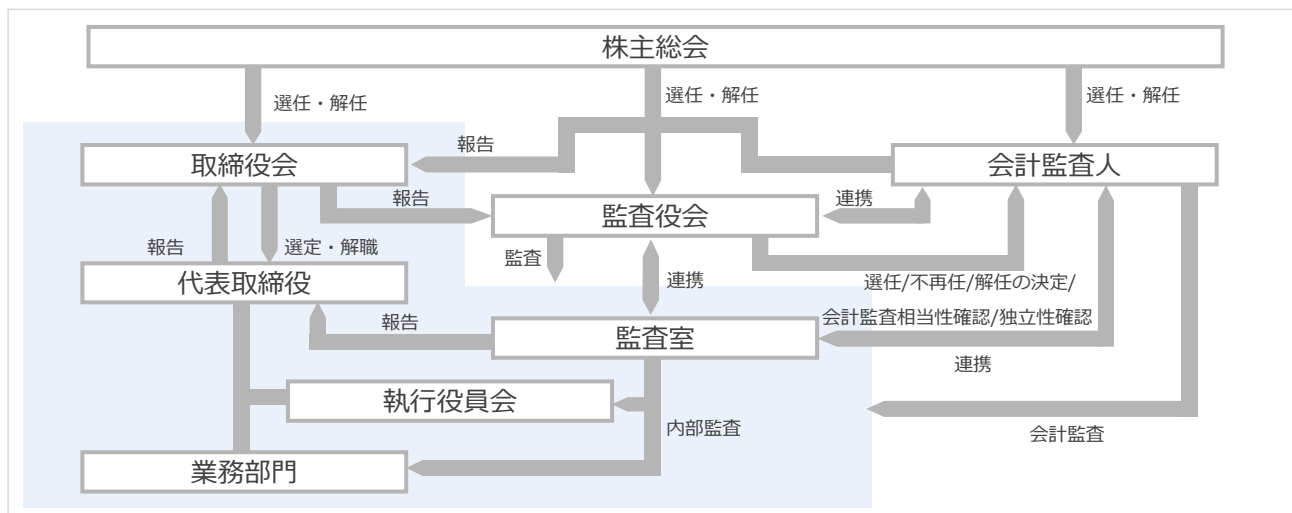 株主総会
選任・解任
選任・解任
選任・解任
報告
取締役会
会計監査人
報告
連携
監査役会
報告
選定・解職
監査
代表取締役
連携
選任/不再任/解任の決定/
会計監査相当性確認/独立性確認
報告
監査室
連携
執行役員会
内部監査
会計監査
業務部門